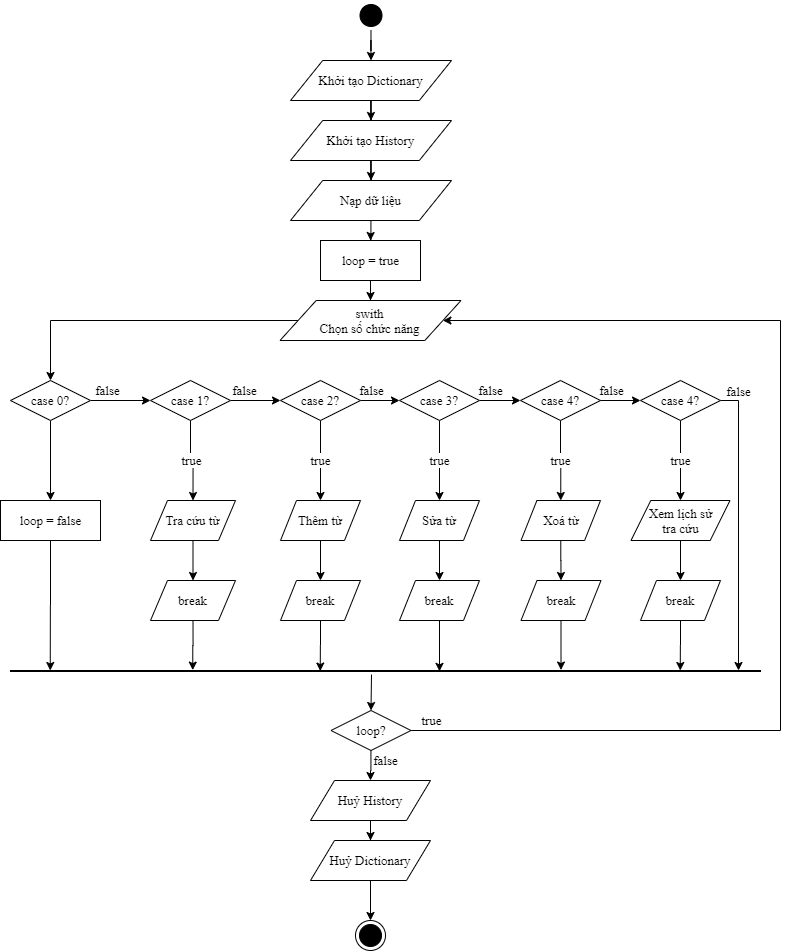 Khởi tạo Dictionary
Khởi tạo History
Nạp dữ liệu
loop = true
swith
Chọn số chức năng
case 0?
false
case 1?
false
case 2?
false
case 3?
false
case 4?
false
case 4?
false
true
true
true
true
true
loop = false
Tra cứu từ
Thêm từ
Sửa từ
Xoá từ
Xem lịch sử
tra cứu
break
break
break
break
break
loop?
true
false
Huỷ History
Huỷ Dictionary